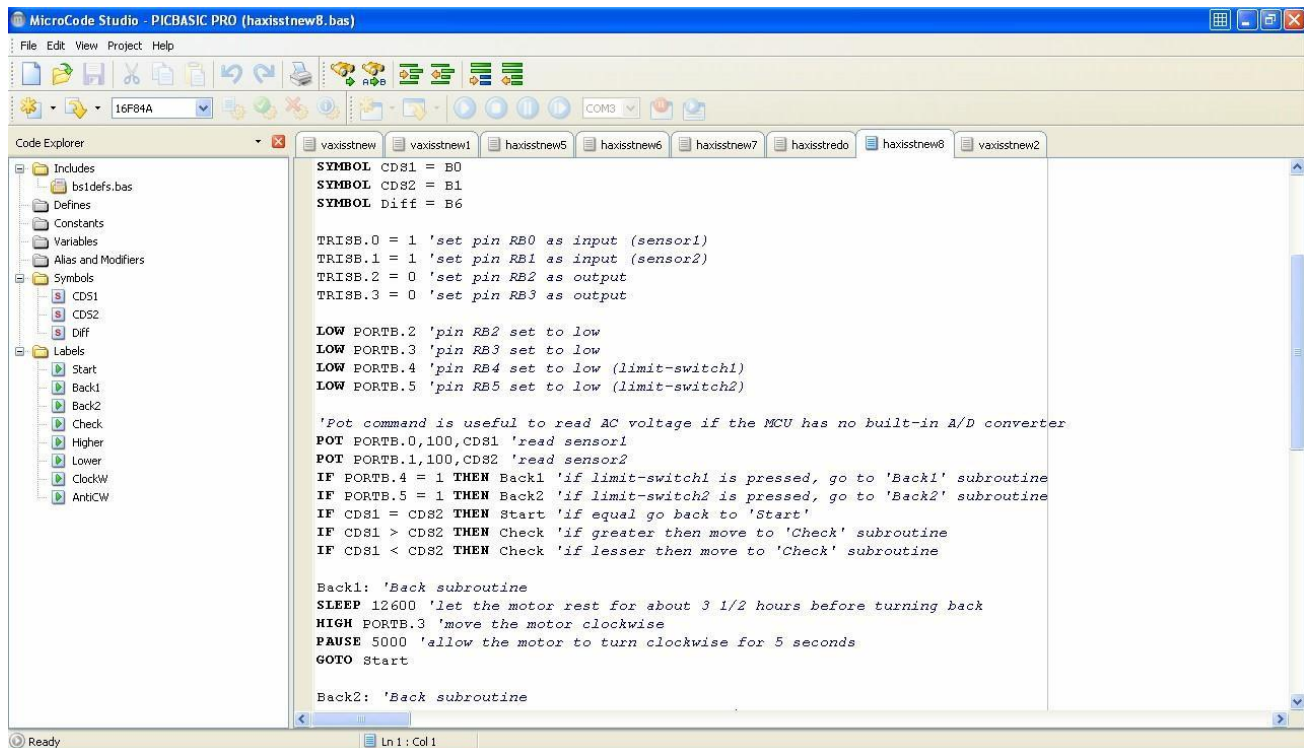 MicroCode Studio - PICBASIC PRO (haxisstnew8.bas)
File Edit View Project Help
A→B
16F84A
COM3
Code Explorer
Includes
bs1defs.bas
Defines
Constants
Variables
Alias and Modifiers
Symbols
S CDS1
S CDS2
S Diff
Labels
Start
Back1
Back2
Check
Higher
Lower
ClockW
AntiCW
vaxisstnew vaxisstnew1 haxisstnew5 haxisstnew6 haxisstnew7 haxisstredo haxisstnew8 vaxisstnew2
SYMBOL CDS1 = B0
SYMBOL CDS2 = B1
SYMBOL Diff = B6
TRISB.0 = 1 'set pin RB0 as input (sensor1)
TRISB.1 = 1 'set pin RB1 as input (sensor2)
TRISB.2 = 0 'set pin RB2 as output
TRISB.3 = 0 'set pin RB3 as output
LOW PORTB.2 'pin RB2 set to low
LOW PORTB.3 'pin RB3 set to low
LOW PORTB.4 'pin RB4 set to low (limit-switch1)
LOW PORTB.5 'pin RB5 set to low (limit-switch2)
'Pot command is useful to read AC voltage if the MCU has no built-in A/D converter
POT PORTB.0,100,CDS1 'read sensor1
POT PORTB.1,100,CDS2 'read sensor2
IF PORTB.4 = 1 THEN Back1 'if limit-switch1 is pressed, go to 'Back1' subroutine
IF PORTB.5 = 1 THEN Back2 'if limit-switch2 is pressed, go to 'Back2' subroutine
IF CDS1 = CDS2 THEN Start 'if equal go back to 'Start'
IF CDS1 > CDS2 THEN Check 'if greater then move to 'Check' subroutine
IF CDS1 < CDS2 THEN Check 'if lesser then move to 'Check' subroutine
Back1: 'Back subroutine
SLEEP 12600 'let the motor rest for about 3 1/2 hours before turning back
HIGH PORTB.3 'move the motor clockwise
PAUSE 5000 'allow the motor to turn clockwise for 5 seconds
GOTO Start
Back2: 'Back subroutine
Ready
Ln 1 : Col 1